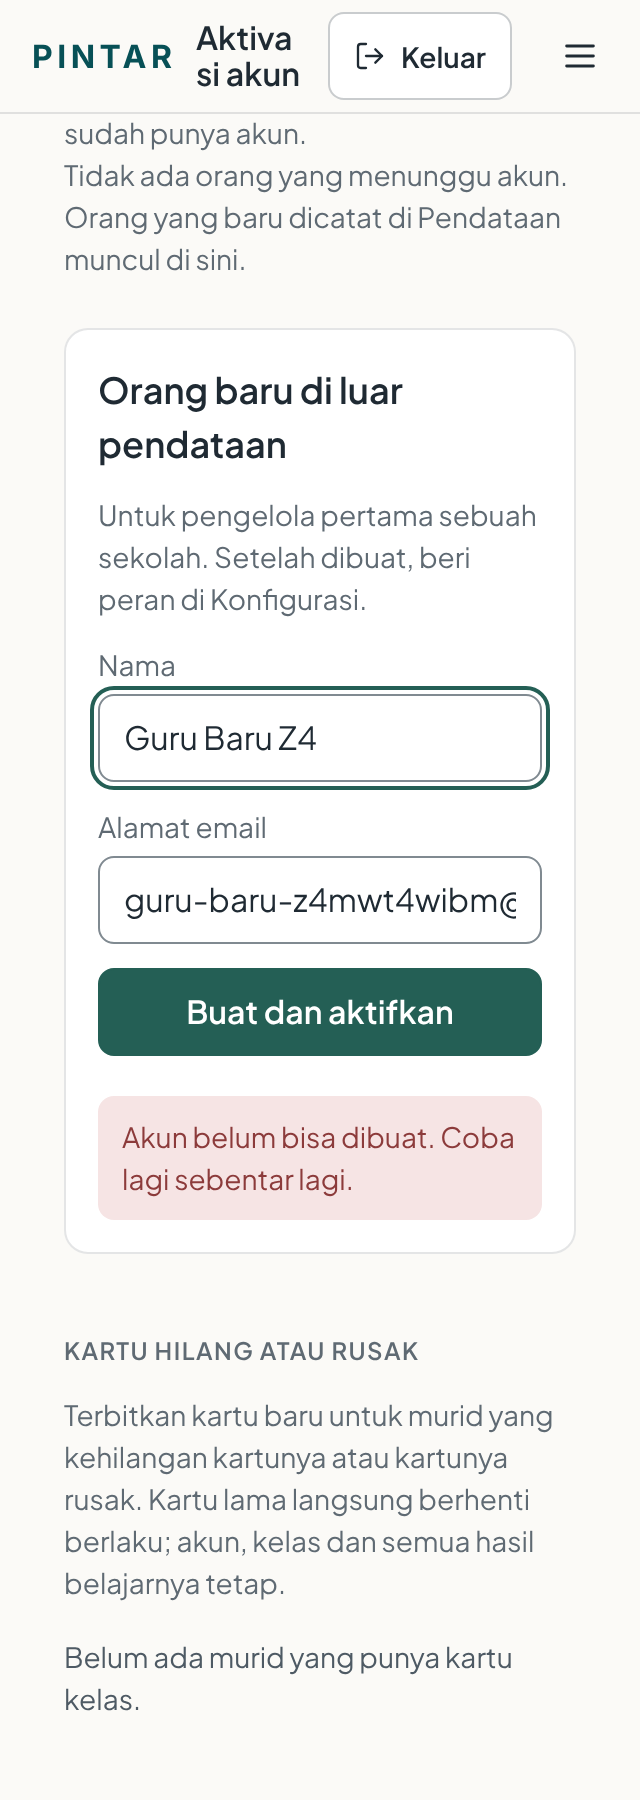 PINTAR
Aktiva
si akun
Keluar
sudah punya akun.
Tidak ada orang yang menunggu akun.
Orang yang baru dicatat di Pendataan
muncul di sini.
Orang baru di luar
pendataan
Untuk pengelola pertama sebuah
sekolah. Setelah dibuat, beri
peran di Konfigurasi.
Nama
Guru Baru Z4
Alamat email
guru-baru-z4mwt4wibm@
Buat dan aktifkan
Akun belum bisa dibuat. Coba
lagi sebentar lagi.
KARTU HILANG ATAU RUSAK
Terbitkan kartu baru untuk murid yang
kehilangan kartunya atau kartunya
rusak. Kartu lama langsung berhenti
berlaku; akun, kelas dan semua hasil
belajarnya tetap.
Belum ada murid yang punya kartu
kelas.